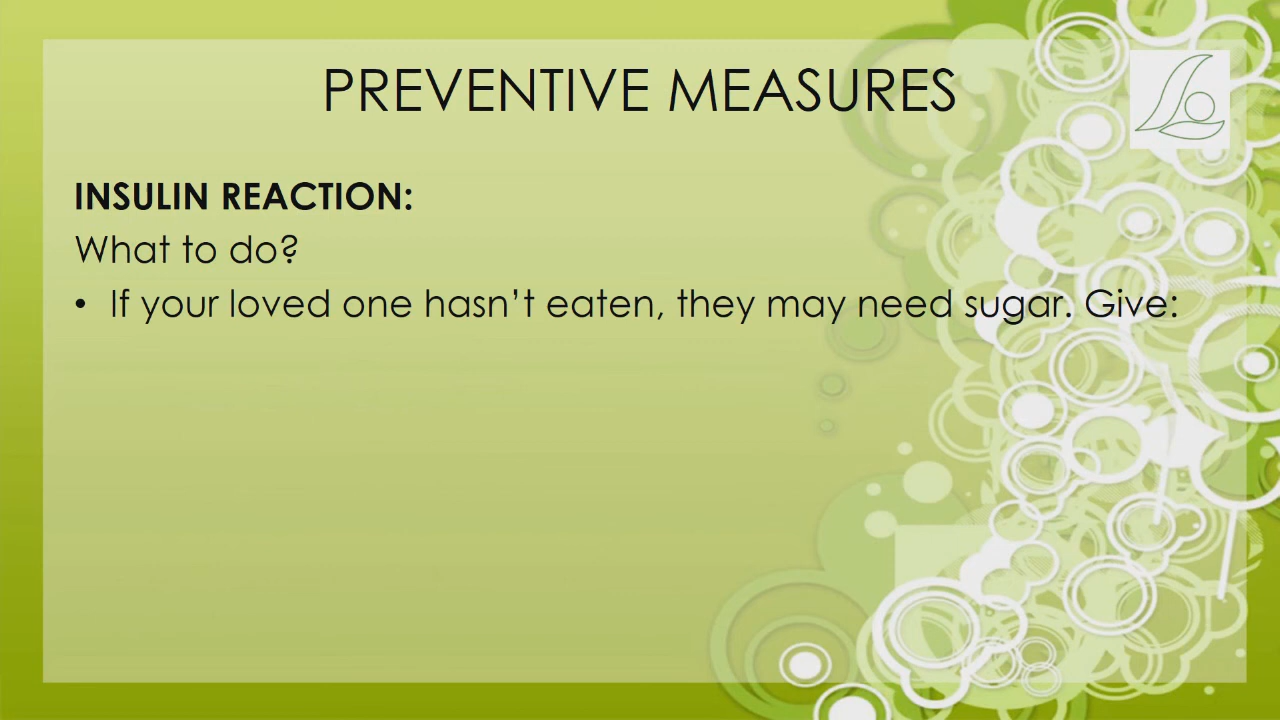 PREVENTIVE MEASURES
INSULIN REACTION:
What to do?
• If your loved one hasn’t eaten, they may need sugar. Give: